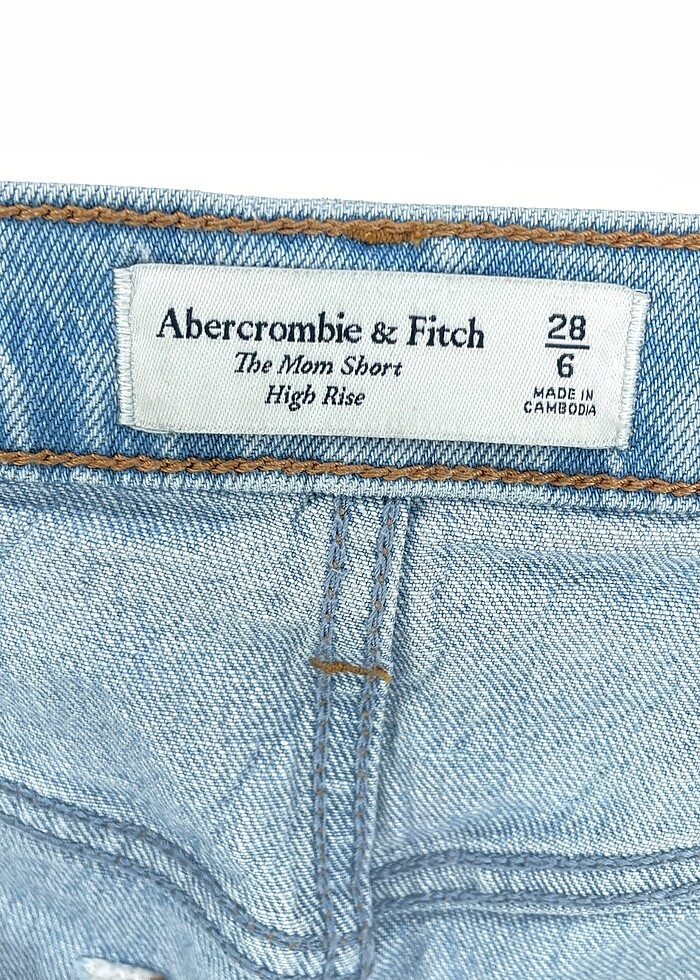 Abercrombie & Fitch
The Mom Short
High Rise
28
6
MADE IN
CAMBODIA